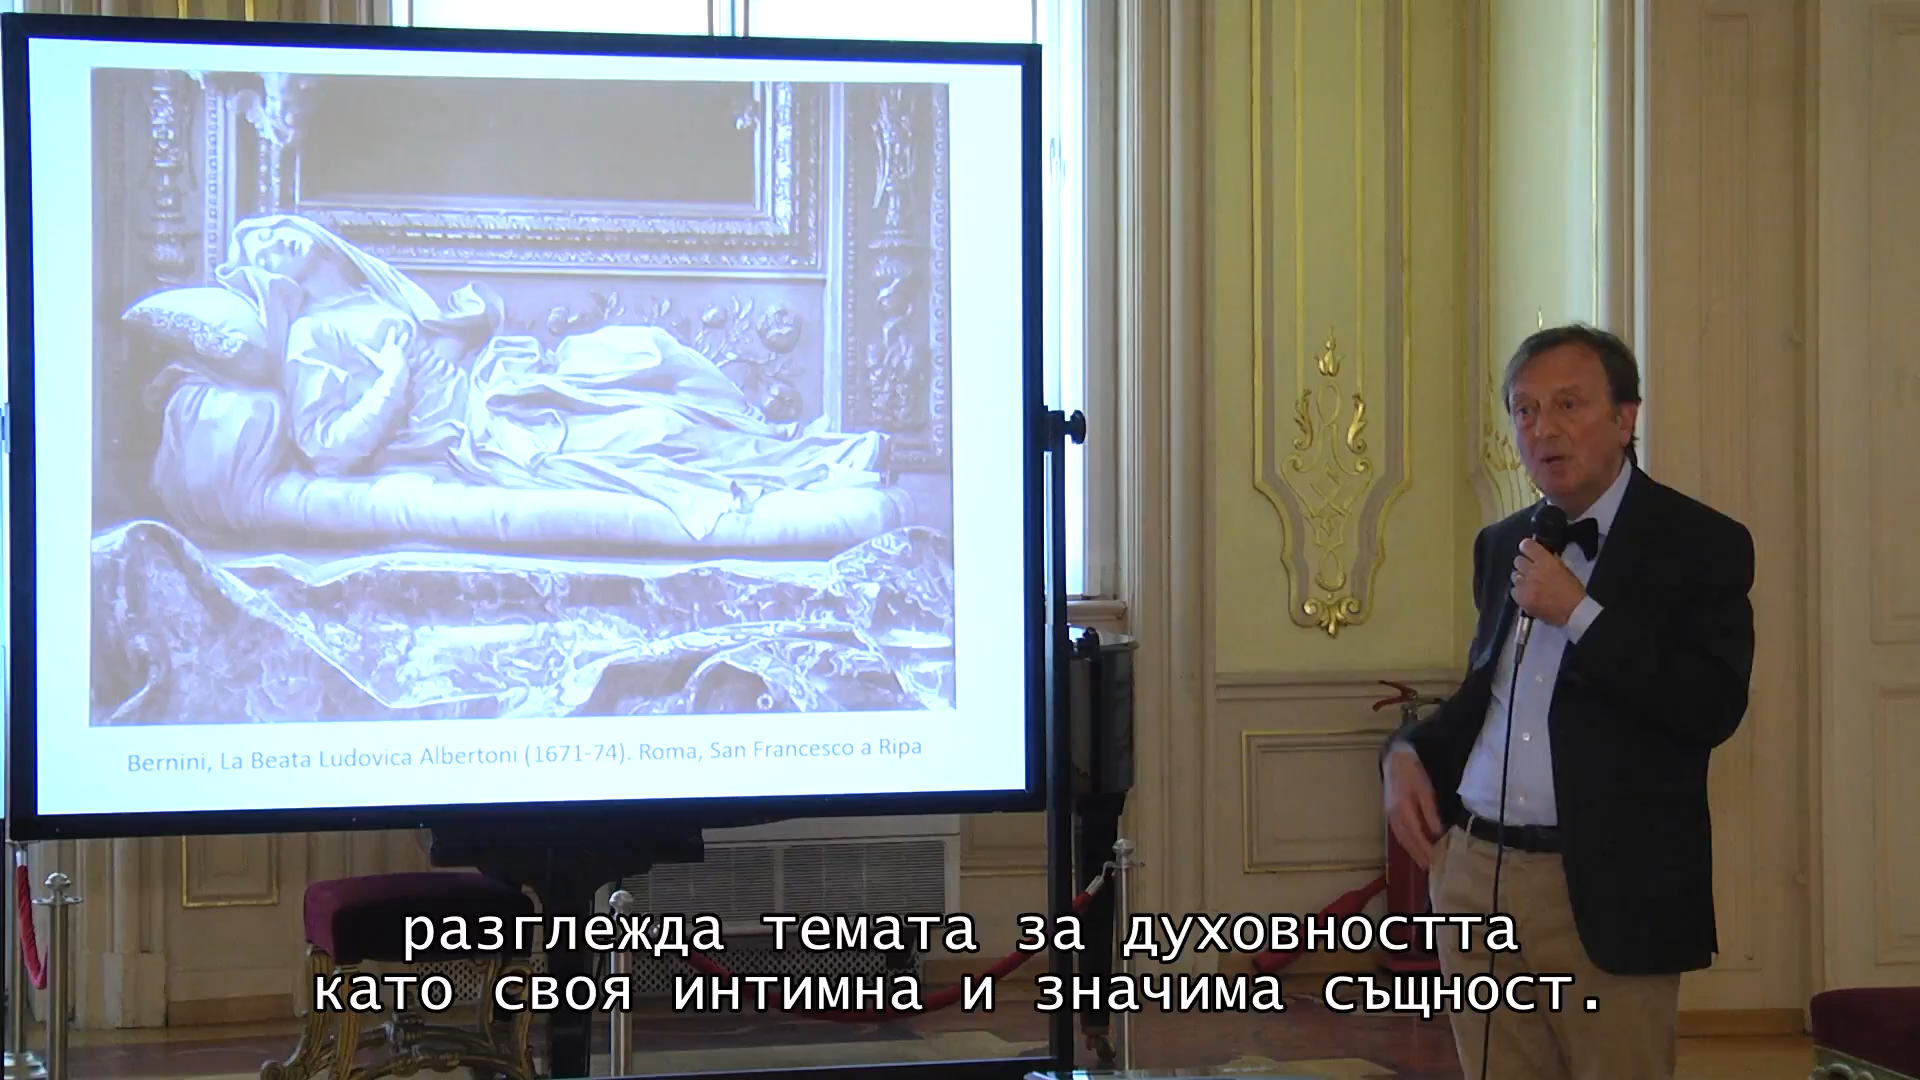 Bernini, La Beata Ludovica Albertoni (1671-74). Roma, San Francesco a Ripa
разглежда темата за духовността
като своя интимна и значима същност.